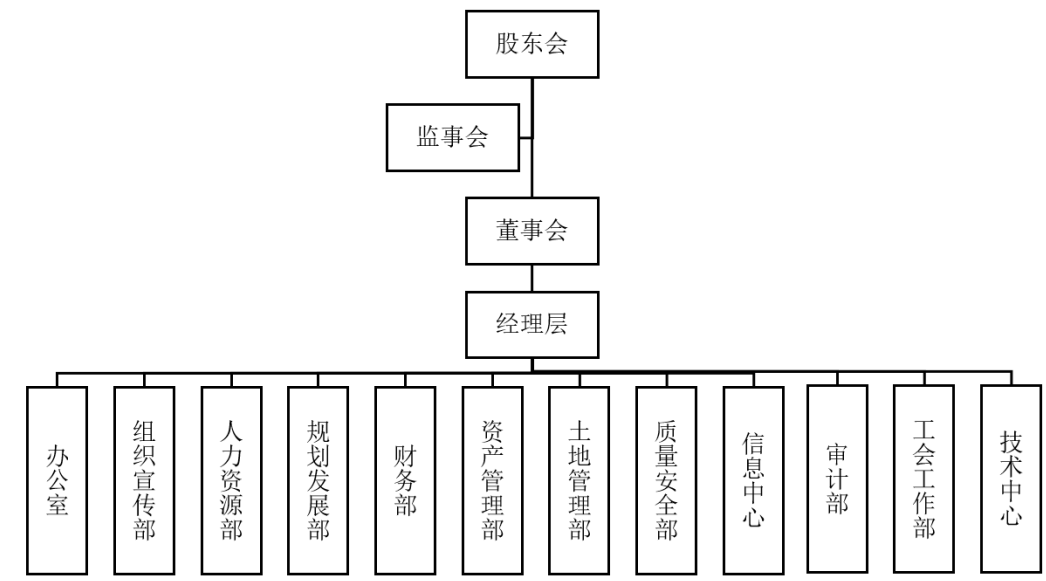 股东会
监事会
董事会
经理层
办公室
组织宣传部
人力资源部
规划发展部
财务部
资产管理部
土地管理部
质量安全部
信息中心
审计部
工会工作部
技术中心